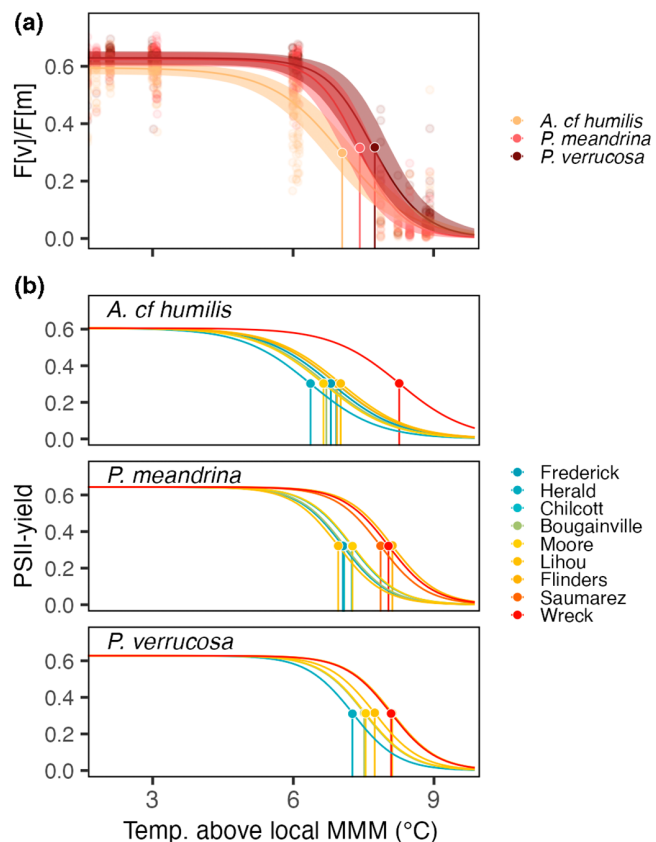 (a)
F[v]/F[m]
0.6
0.4
0.2
0.0
3
6
9
A. cf humilis
P. meandrina
P. verrucosa
(b)
PSII-yield
A. cf humilis
0.6
0.4
0.2
0.0
P. meandrina
0.6
0.4
0.2
0.0
P. verrucosa
0.6
0.4
0.2
0.0
3
6
9
Temp. above local MMM (°C)
Frederick
Herald
Chilcott
Bougainville
Moore
Lihou
Flinders
Saumarez
Wreck